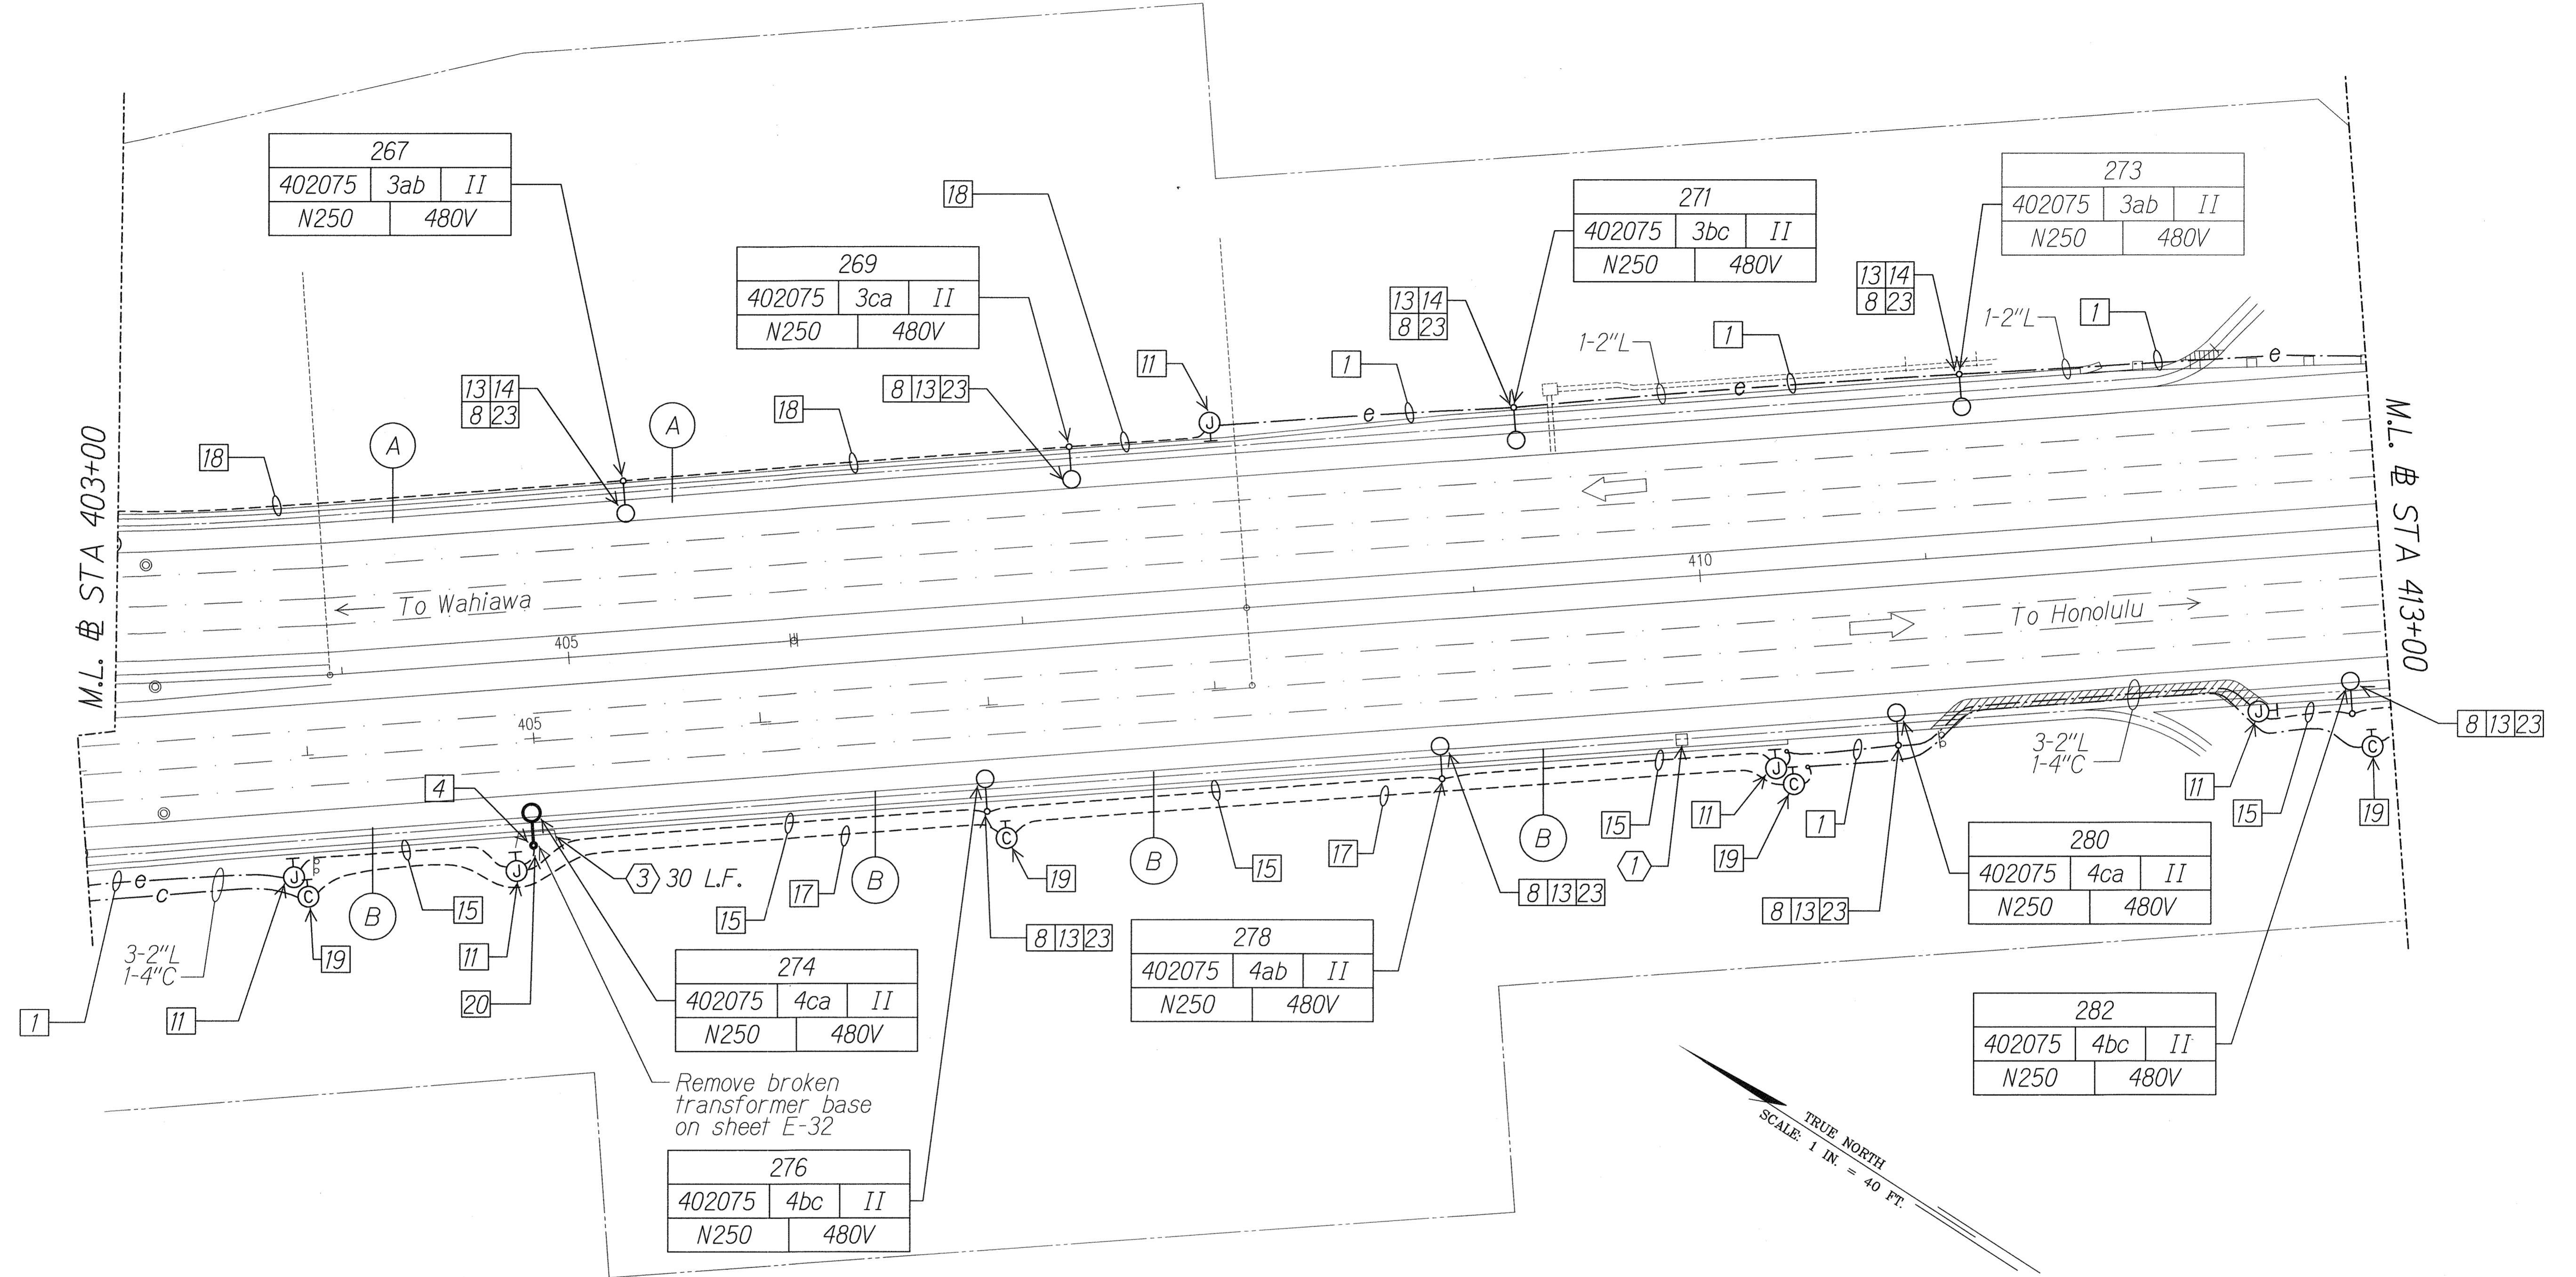 267
402075 3ab II
N250 480V
18
273
402075 3ab II
N250 480V
271
402075 3bc II
N250 480V
269
402075 3ca II
N250 480V
13 14
8 23
13 14
8 23
1-2"L
1
1-2"L
1
1
11
J
e
e
e
13 14
8 23
8 13 23
18
A
A
18
M.L. BL STA 403+00
M.L. BL STA 413+00
410
To Wahiawa
405
To Honolulu
405
8 13 23
4
J
C
11
15
19
3-2"L
1-4"C
J
C
15
1
B
11
19
1
B
15
17
8 13 23
B
15
C
19
B
17
15
3 30 L.F.
J
11
15
B
J
C
e
c
19
3-2"L
1-4"C
11
1
20
280
402075 4ca II
N250 480V
8 13 23
278
402075 4ab II
N250 480V
8 13 23
274
402075 4ca II
N250 480V
282
402075 4bc II
N250 480V
Remove broken
transformer base
on sheet E-32
276
402075 4bc II
N250 480V
TRUE NORTH
SCALE: 1 IN. = 40 FT.